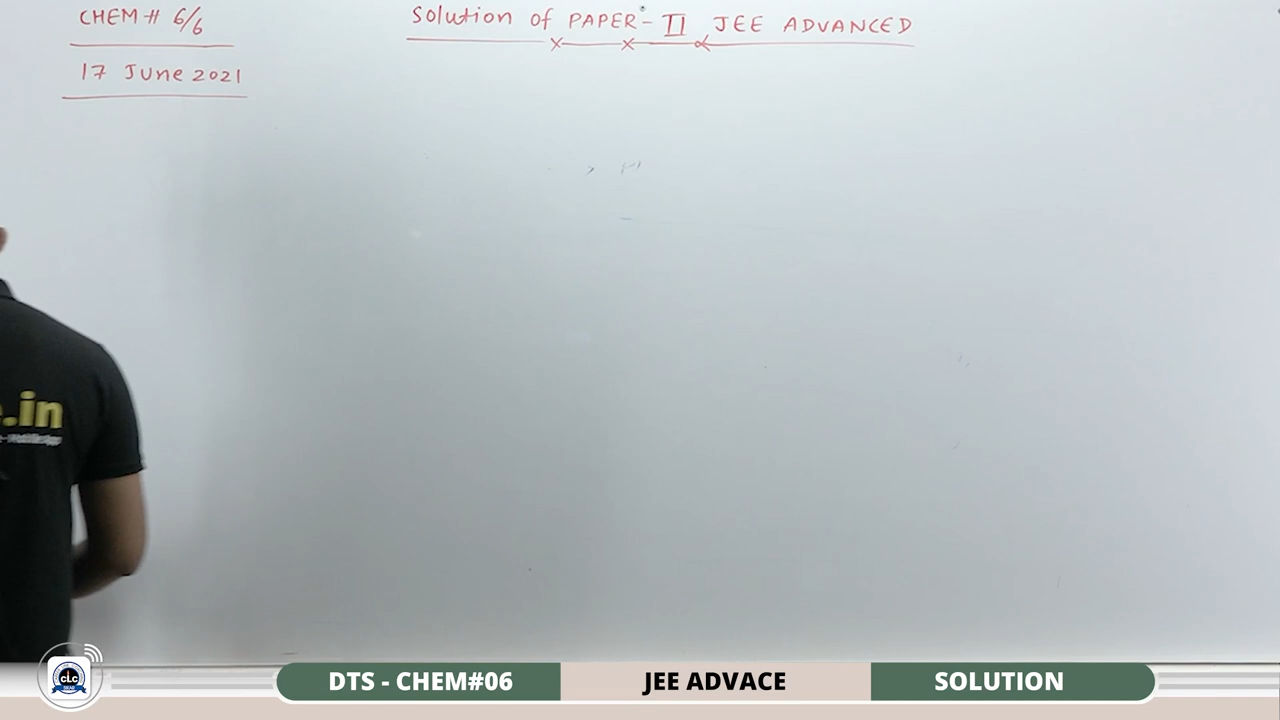 CHEM # 6/6
Solution of PAPER-II JEE ADVANCED
17 June 2021
.in
CLC
DTS - CHEM#06
JEE ADVACE
SOLUTION